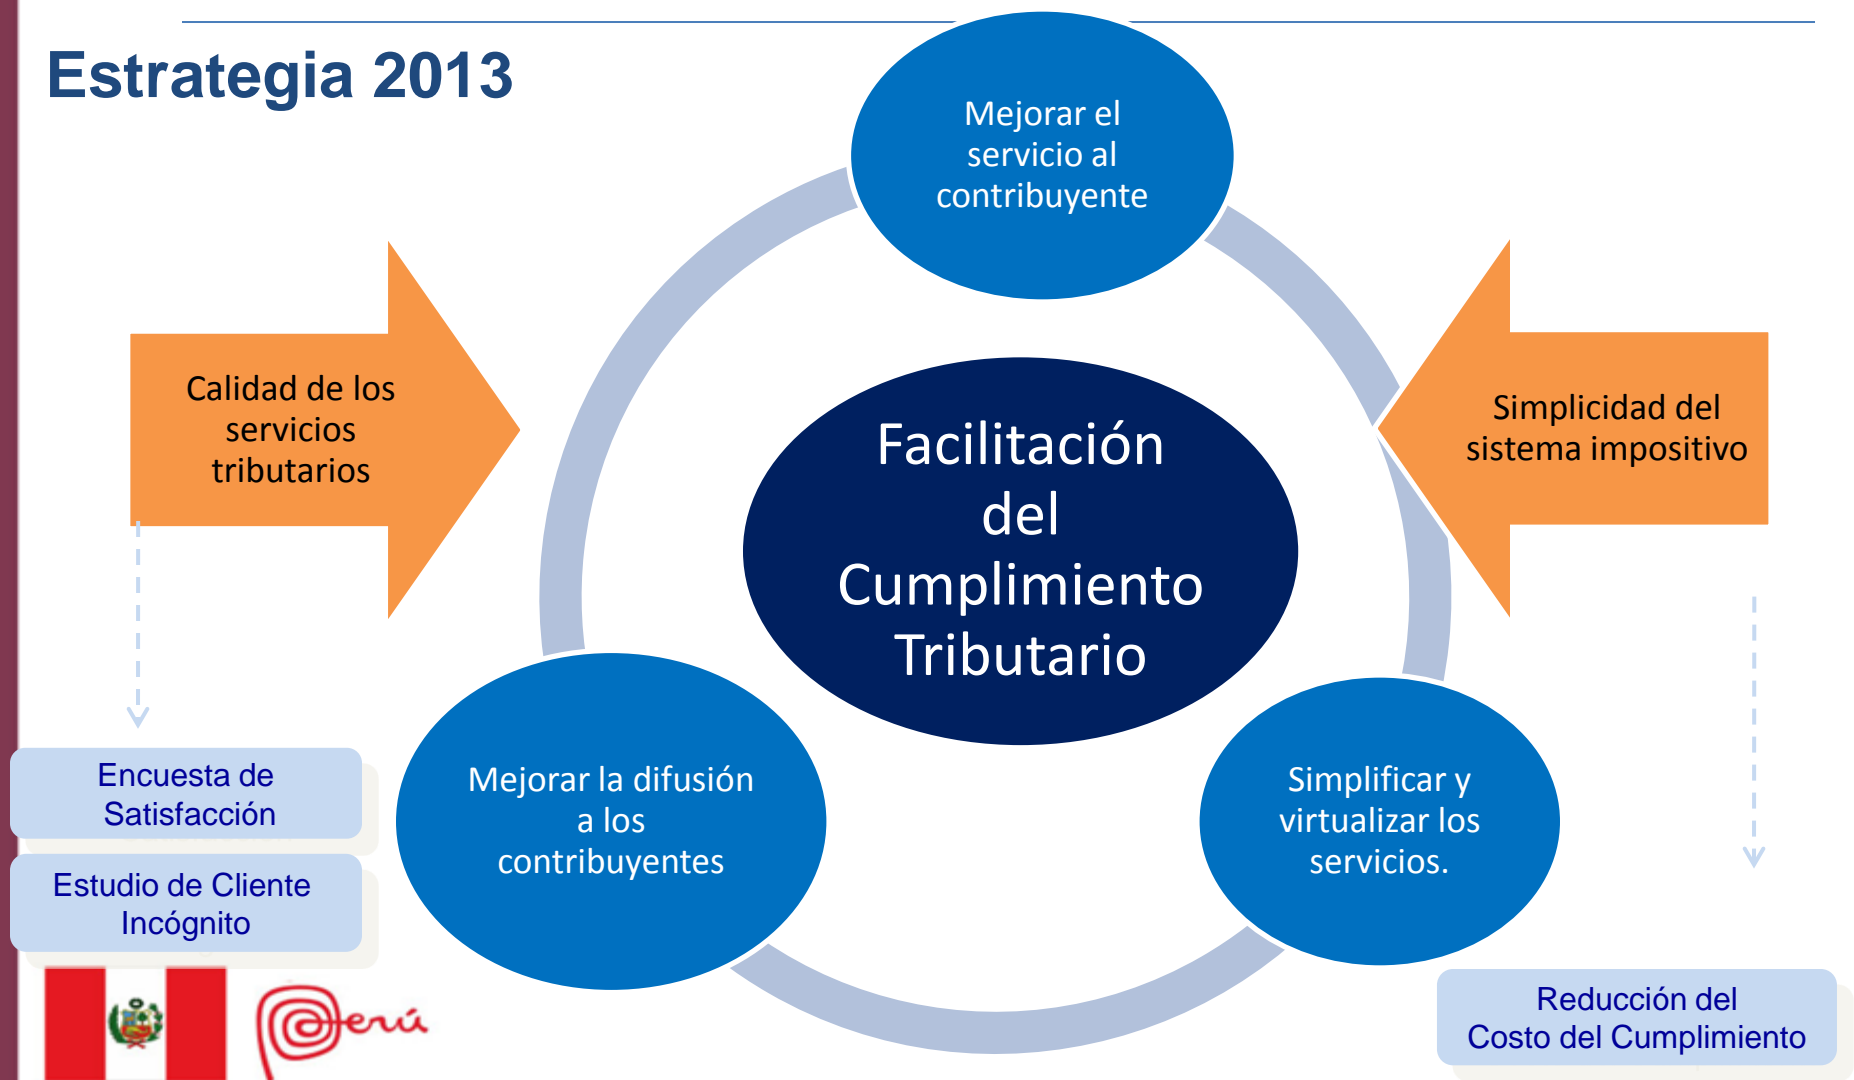 Estrategia 2013
Mejorar el
servicio al
contribuyente
Calidad de los
servicios
tributarios
Simplicidad del
sistema impositivo
Facilitación
del
Cumplimiento
Tributario
Mejorar la difusión
a los
contribuyentes
Simplificar y
virtualizar los
servicios.
Encuesta de
Satisfacción
Estudio de Cliente
Incógnito
Reducción del
Costo del Cumplimiento
Perú